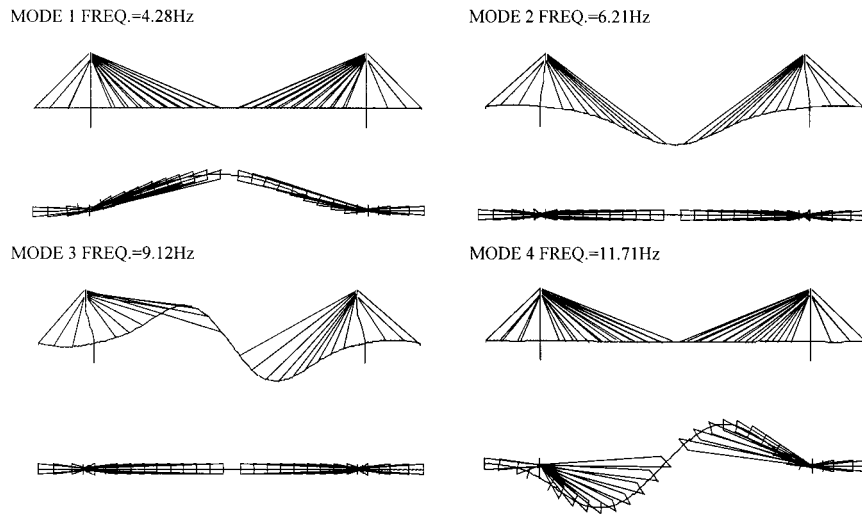 MODE 1 FREQ.=4.28Hz
MODE 2 FREQ.=6.21Hz
MODE 3 FREQ.=9.12Hz
MODE 4 FREQ.=11.71Hz